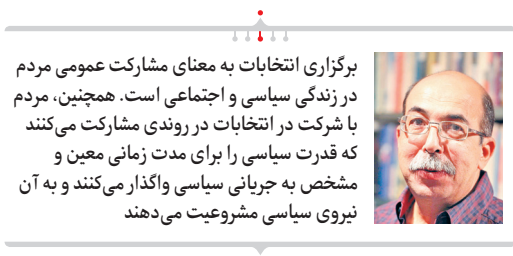 برگزاری انتخابات به معنای مشارکت عمومی مردم
در زندگی سیاسی و اجتماعی است. همچنین، مردم
با شرکت در انتخابات در روندی مشارکت می‌کنند
که قدرت سیاسی را برای مدت زمانی معین و
مشخص به جریانی سیاسی واگذار می‌کنند و به آن
نیروی سیاسی مشروعیت می‌دهند